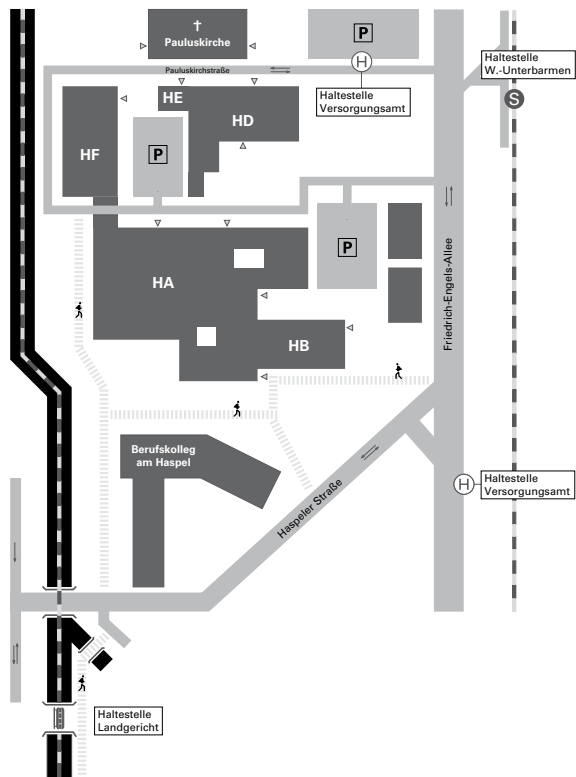 Pauluskirche
P
Haltestelle
W.-Unterbarmen
H
Pauluskirchstraße
Haltestelle
Versorgungsamt
S
HE
HD
HF
P
P
HA
Friedrich-Engels-Allee
HB
Berufskolleg
am Haspel
Haltestelle
Versorgungsamt
H
Haspeler Straße
Haltestelle
Landgericht